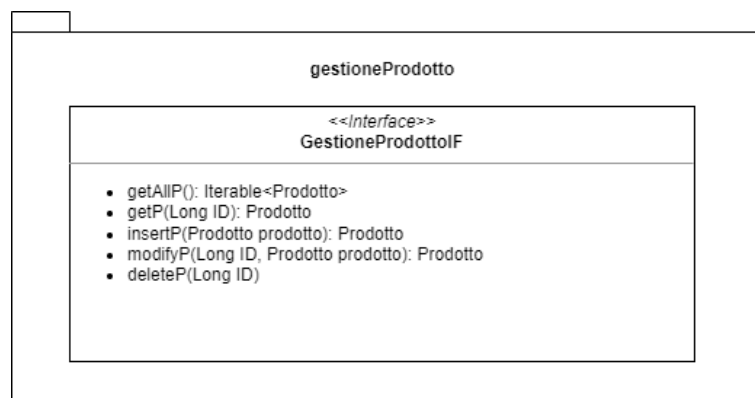 gestioneProdotto
<<Interface>>
GestioneProdottoIF
getAllP(): Iterable<Prodotto>
getP(Long ID): Prodotto
insertP(Prodotto prodotto): Prodotto
modifyP(Long ID, Prodotto prodotto): Prodotto
deleteP(Long ID)